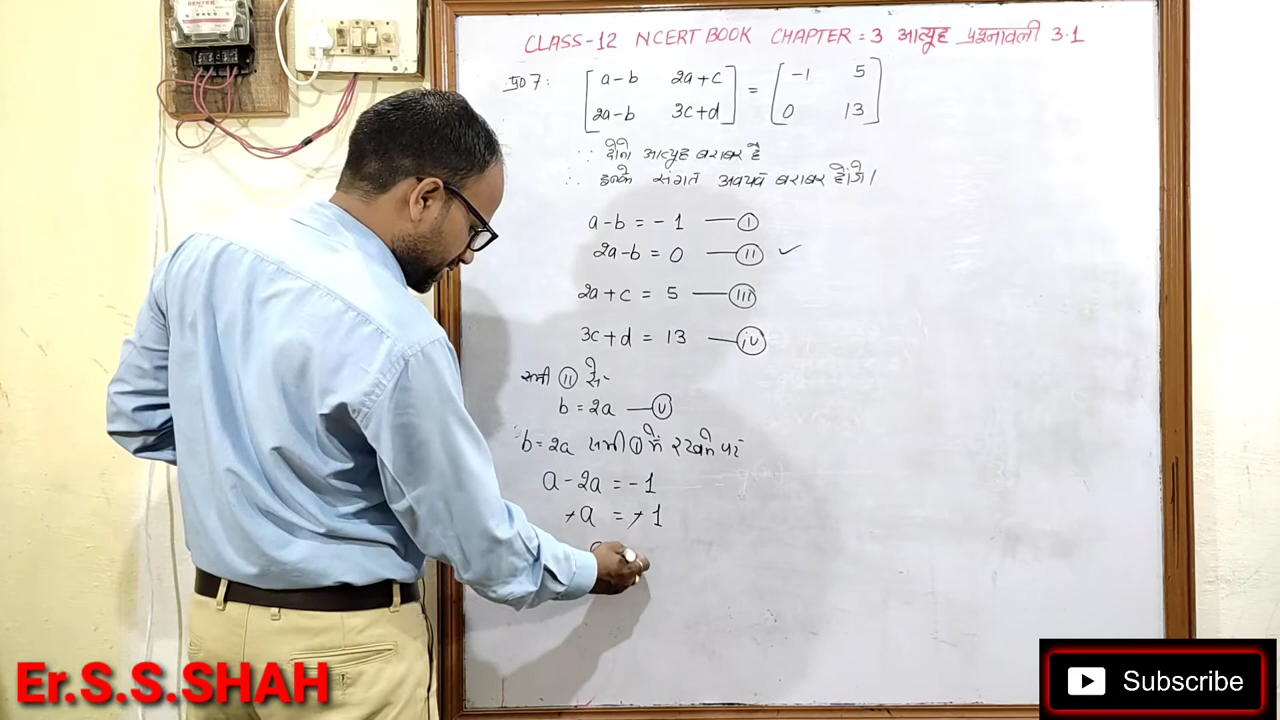 CLASS-12 NCERT BOOK CHAPTER = 3 आव्यूह प्रश्नावली 3.1
प्र0 7: [a-b 2a+c] = [-1 5]
[2a-b 3c+d] [0 13]
∵ दोनो आव्यूह बराबर है
∴ इनके संगत अवयव बराबर होगे।
a-b = -1 — (i)
2a-b = 0 — (ii) ✓
2a+c = 5 — (iii)
3c+d = 13 — (iv)
समी (ii) से-
b = 2a — (v)
b = 2a समी (i) में रखने पर
a - 2a = -1
-a = -1
Er.S.S.SHAH
Subscribe